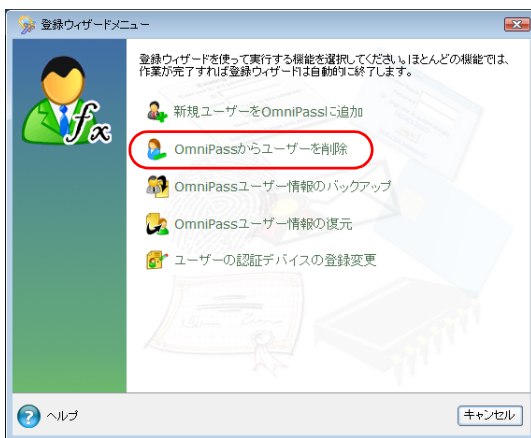 登録ウィザードメニュー
登録ウィザードを使って実行する機能を選択してください。ほとんどの機能では、
作業が完了すれば登録ウィザードは自動的に終了します。
fx
新規ユーザーをOmniPassに追加
OmniPassからユーザーを削除
OmniPassユーザー情報のバックアップ
OmniPassユーザー情報の復元
ユーザーの認証デバイスの登録変更
ヘルプ
キャンセル